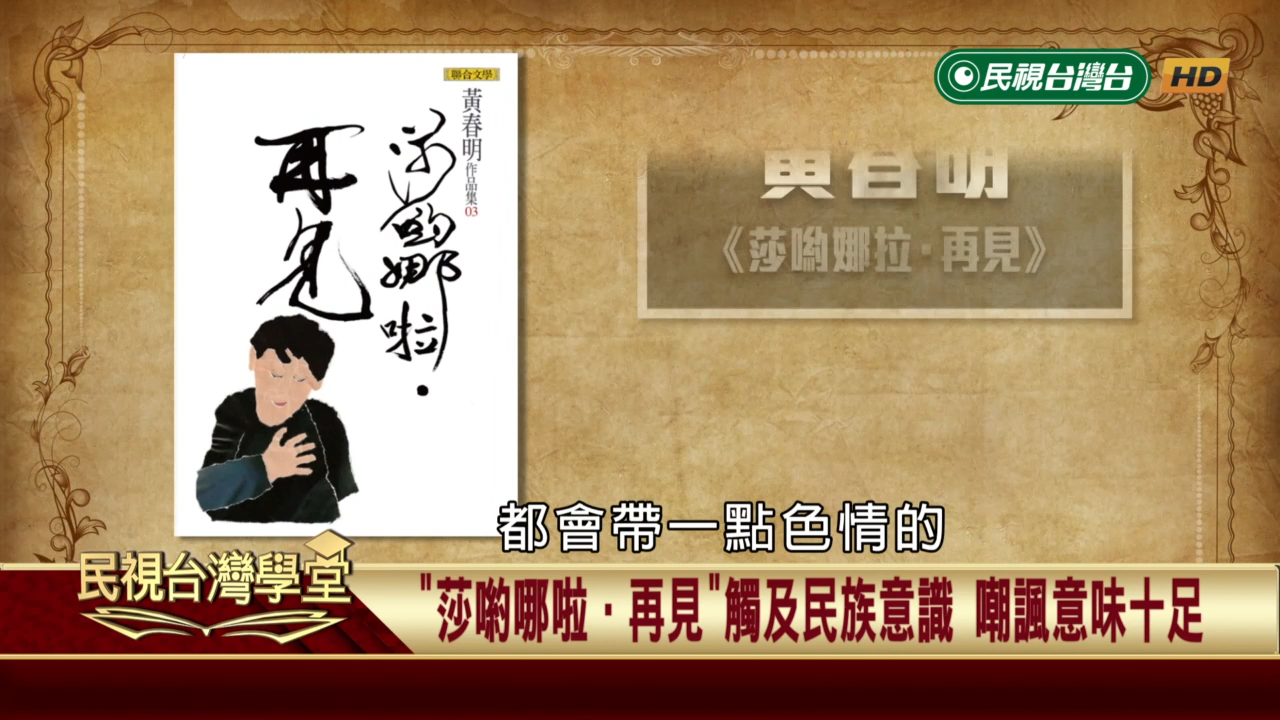 民視台灣台 HD
聯合文學
黃春明作品集03
莎喲娜啦·
再見
黃春明
《莎喲娜拉·再見》
都會帶一點色情的
民視台灣學堂
"莎喲哪啦·再見"觸及民族意識 嘲諷意味十足